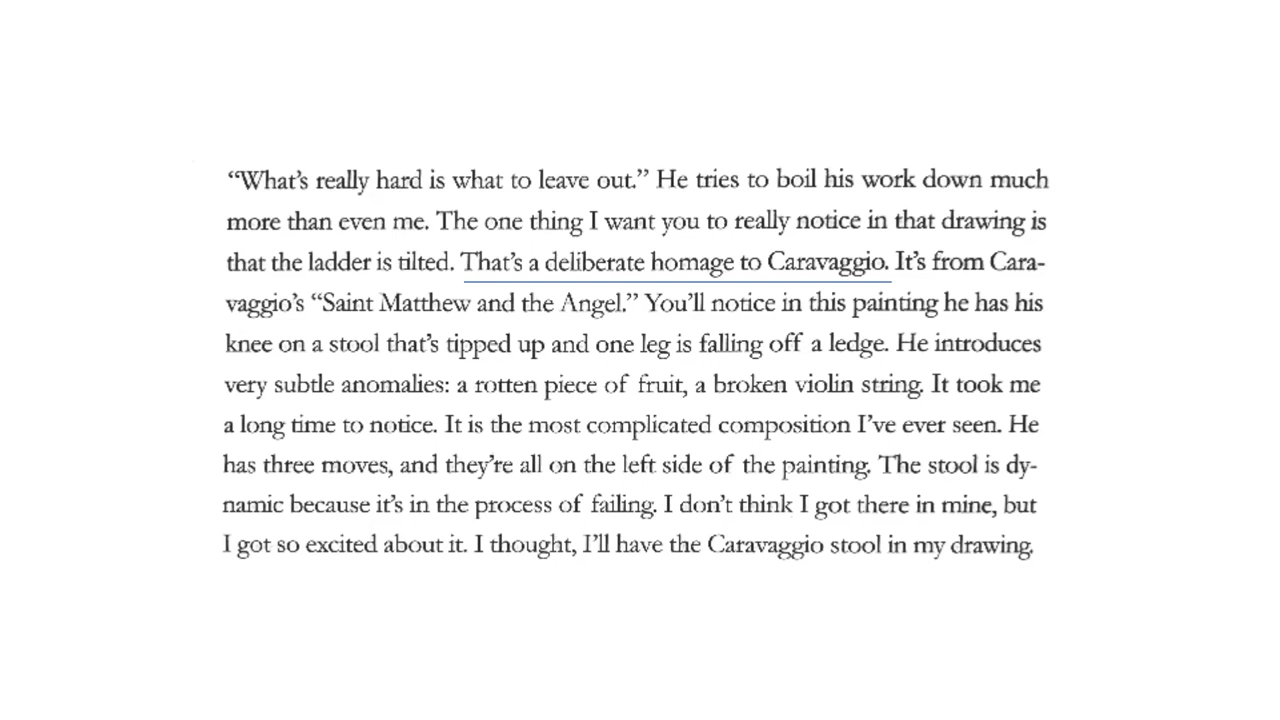 “What’s really hard is what to leave out.” He tries to boil his work down much
more than even me. The one thing I want you to really notice in that drawing is
that the ladder is tilted. That’s a deliberate homage to Caravaggio. It’s from Cara-
vaggio’s “Saint Matthew and the Angel.” You’ll notice in this painting he has his
knee on a stool that’s tipped up and one leg is falling off a ledge. He introduces
very subtle anomalies: a rotten piece of fruit, a broken violin string. It took me
a long time to notice. It is the most complicated composition I’ve ever seen. He
has three moves, and they’re all on the left side of the painting. The stool is dy-
namic because it’s in the process of failing. I don’t think I got there in mine, but
I got so excited about it. I thought, I’ll have the Caravaggio stool in my drawing.